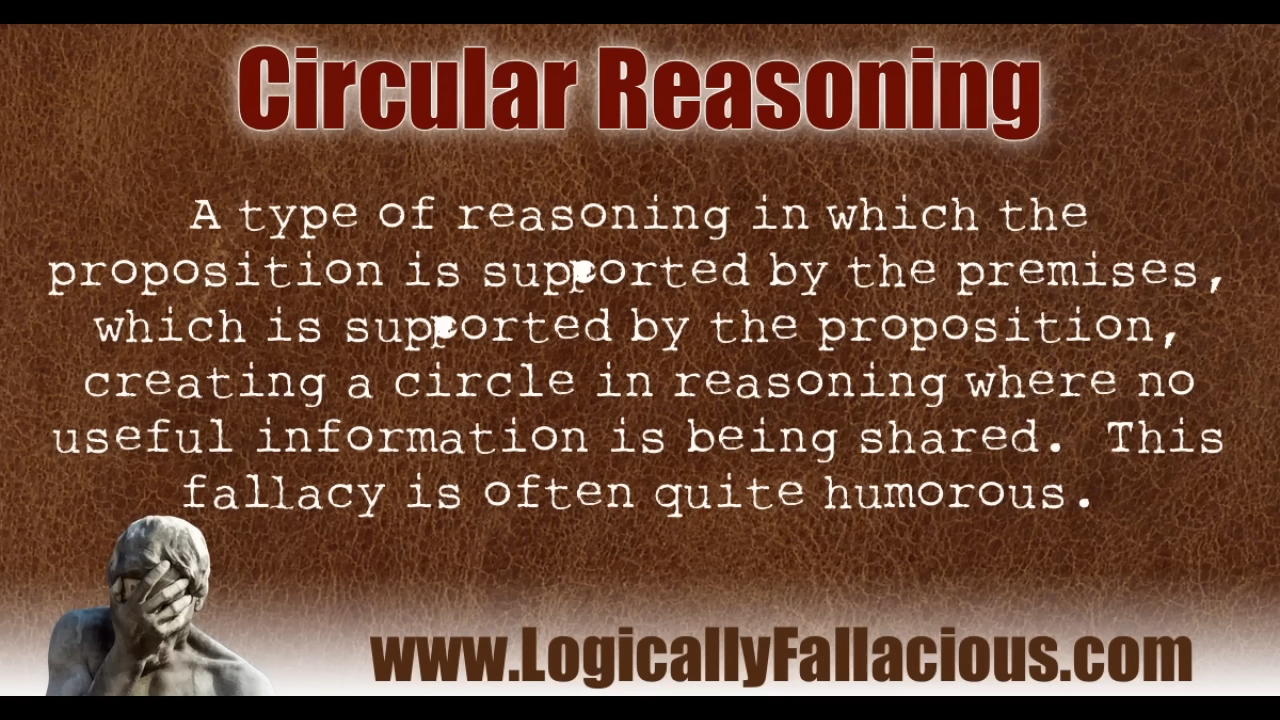 Circular Reasoning
A type of reasoning in which the
proposition is supported by the premises,
which is supported by the proposition,
creating a circle in reasoning where no
useful information is being shared.  This
fallacy is often quite humorous.
www.LogicallyFallacious.com